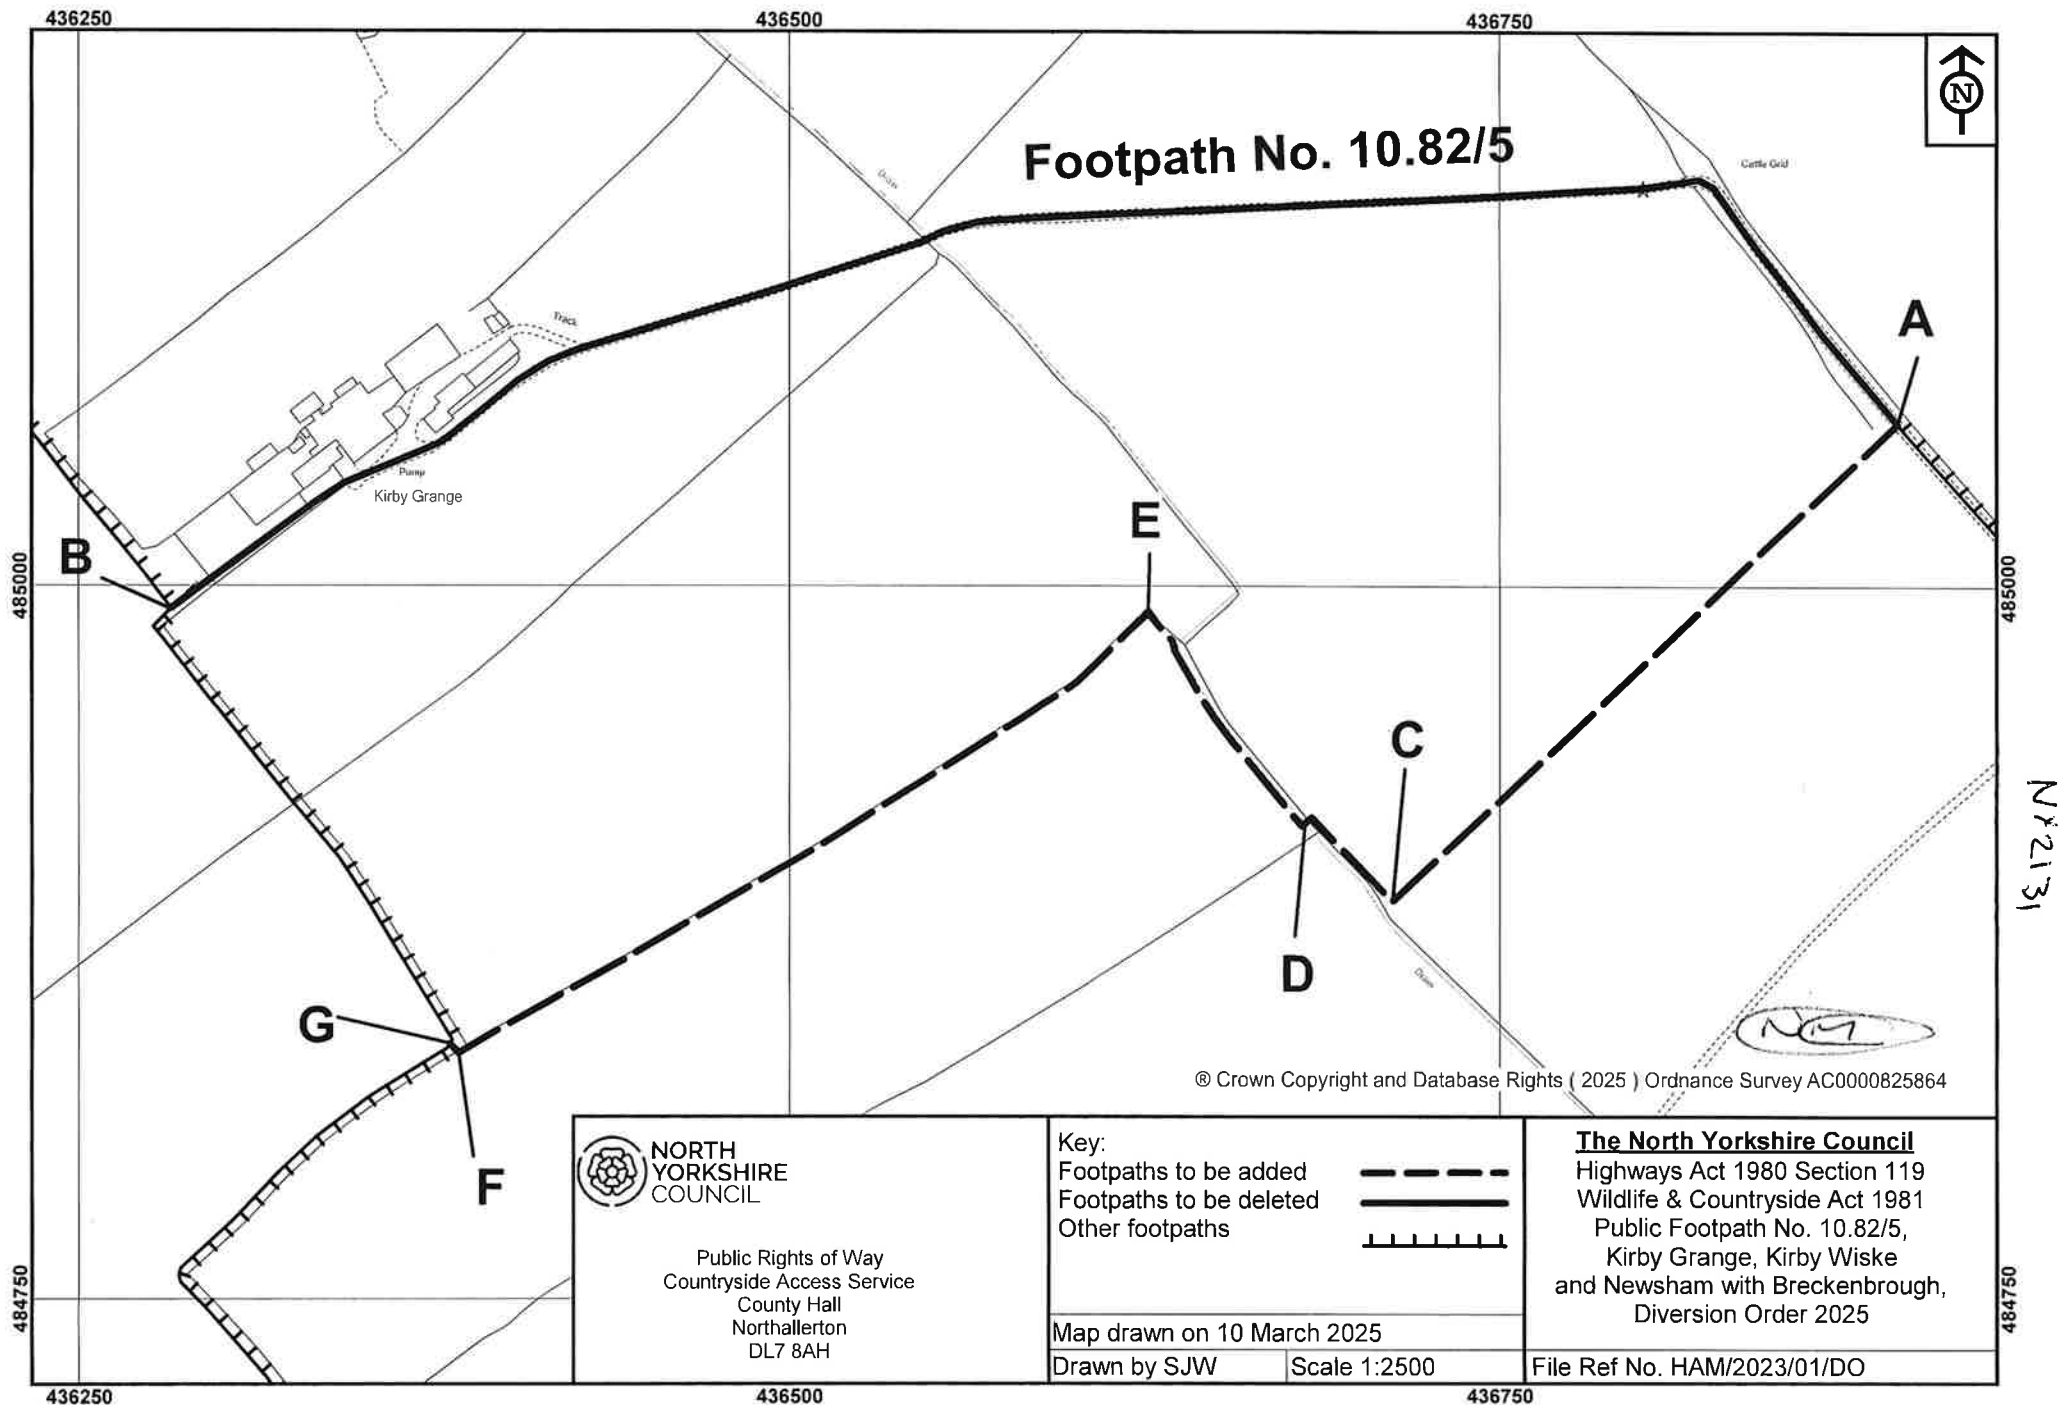 436250
436500
436750
N
Footpath No. 10.82/5
Cattle Grid
Drain
A
Track
Pump
Kirby Grange
E
B
485000
485000
C
D
Drain
G
F
NY2131
NM
® Crown Copyright and Database Rights ( 2025 ) Ordnance Survey AC0000825864
NORTH
YORKSHIRE
COUNCIL
Public Rights of Way
Countryside Access Service
County Hall
Northallerton
DL7 8AH
Key:
Footpaths to be added
Footpaths to be deleted
Other footpaths
Map drawn on 10 March 2025
Drawn by SJW
Scale 1:2500
The North Yorkshire Council
Highways Act 1980 Section 119
Wildlife & Countryside Act 1981
Public Footpath No. 10.82/5,
Kirby Grange, Kirby Wiske
and Newsham with Breckenbrough,
Diversion Order 2025
File Ref No. HAM/2023/01/DO
484750
484750
436250
436500
436750